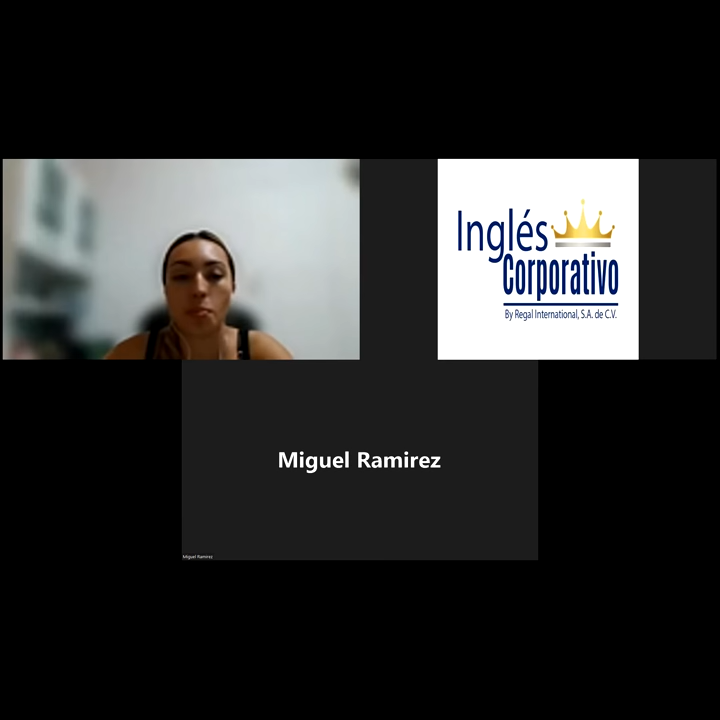 Inglés
Corporativo
By Regal International, S.A. de C.V.
Miguel Ramirez
Miguel Ramirez